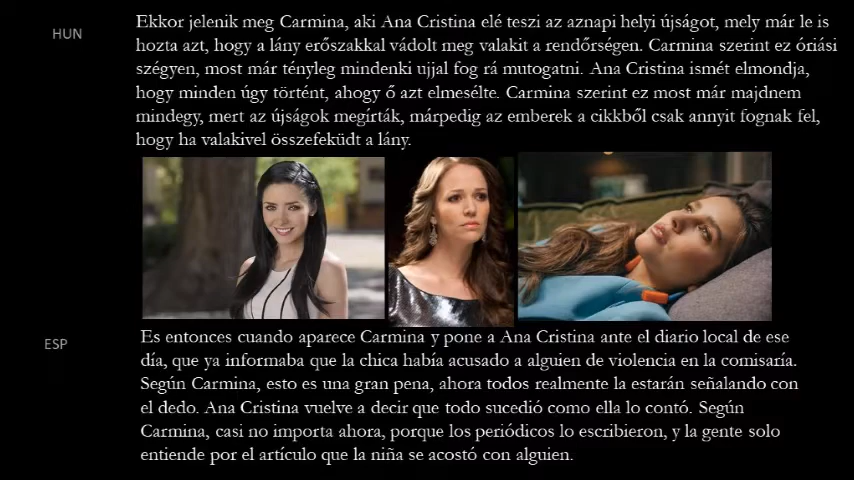 HUN
Ekkor jelenik meg Carmina, aki Ana Cristina elé teszi az aznapi helyi újságot, mely már le is
hozta azt, hogy a lány erőszakkal vádolt meg valakit a rendőrségen. Carmina szerint ez óriási
szégyen, most már tényleg mindenki ujjal fog rá mutogatni. Ana Cristina ismét elmondja,
hogy minden úgy történt, ahogy ő azt elmesélte. Carmina szerint ez most már majdnem
mindegy, mert az újságok megírták, márpedig az emberek a cikkből csak annyit fognak fel,
hogy ha valakivel összefeküdt a lány.
ESP
Es entonces cuando aparece Carmina y pone a Ana Cristina ante el diario local de ese
día, que ya informaba que la chica había acusado a alguien de violencia en la comisaría.
Según Carmina, esto es una gran pena, ahora todos realmente la estarán señalando con
el dedo. Ana Cristina vuelve a decir que todo sucedió como ella lo contó. Según
Carmina, casi no importa ahora, porque los periódicos lo escribieron, y la gente solo
entiende por el artículo que la niña se acostó con alguien.